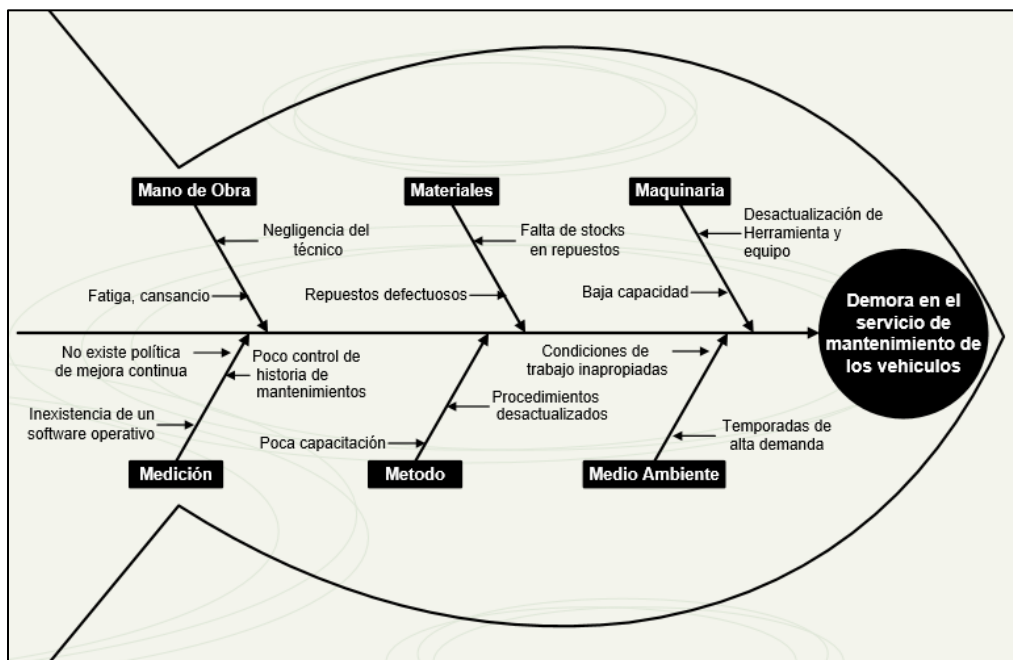 Mano de Obra
Materiales
Maquinaria
Negligencia del
técnico
Fatiga, cansancio
Falta de stocks
en repuestos
Repuestos defectuosos
Desactualización de
Herramienta y
equipo
Baja capacidad
Demora en el
servicio de
mantenimiento de
los vehiculos
No existe política
de mejora continua
Poco control de
historia de
mantenimientos
Inexistencia de un
software operativo
Condiciones de
trabajo inapropiadas
Procedimientos
desactualizados
Poca capacitación
Temporadas de
alta demanda
Medición
Metodo
Medio Ambiente